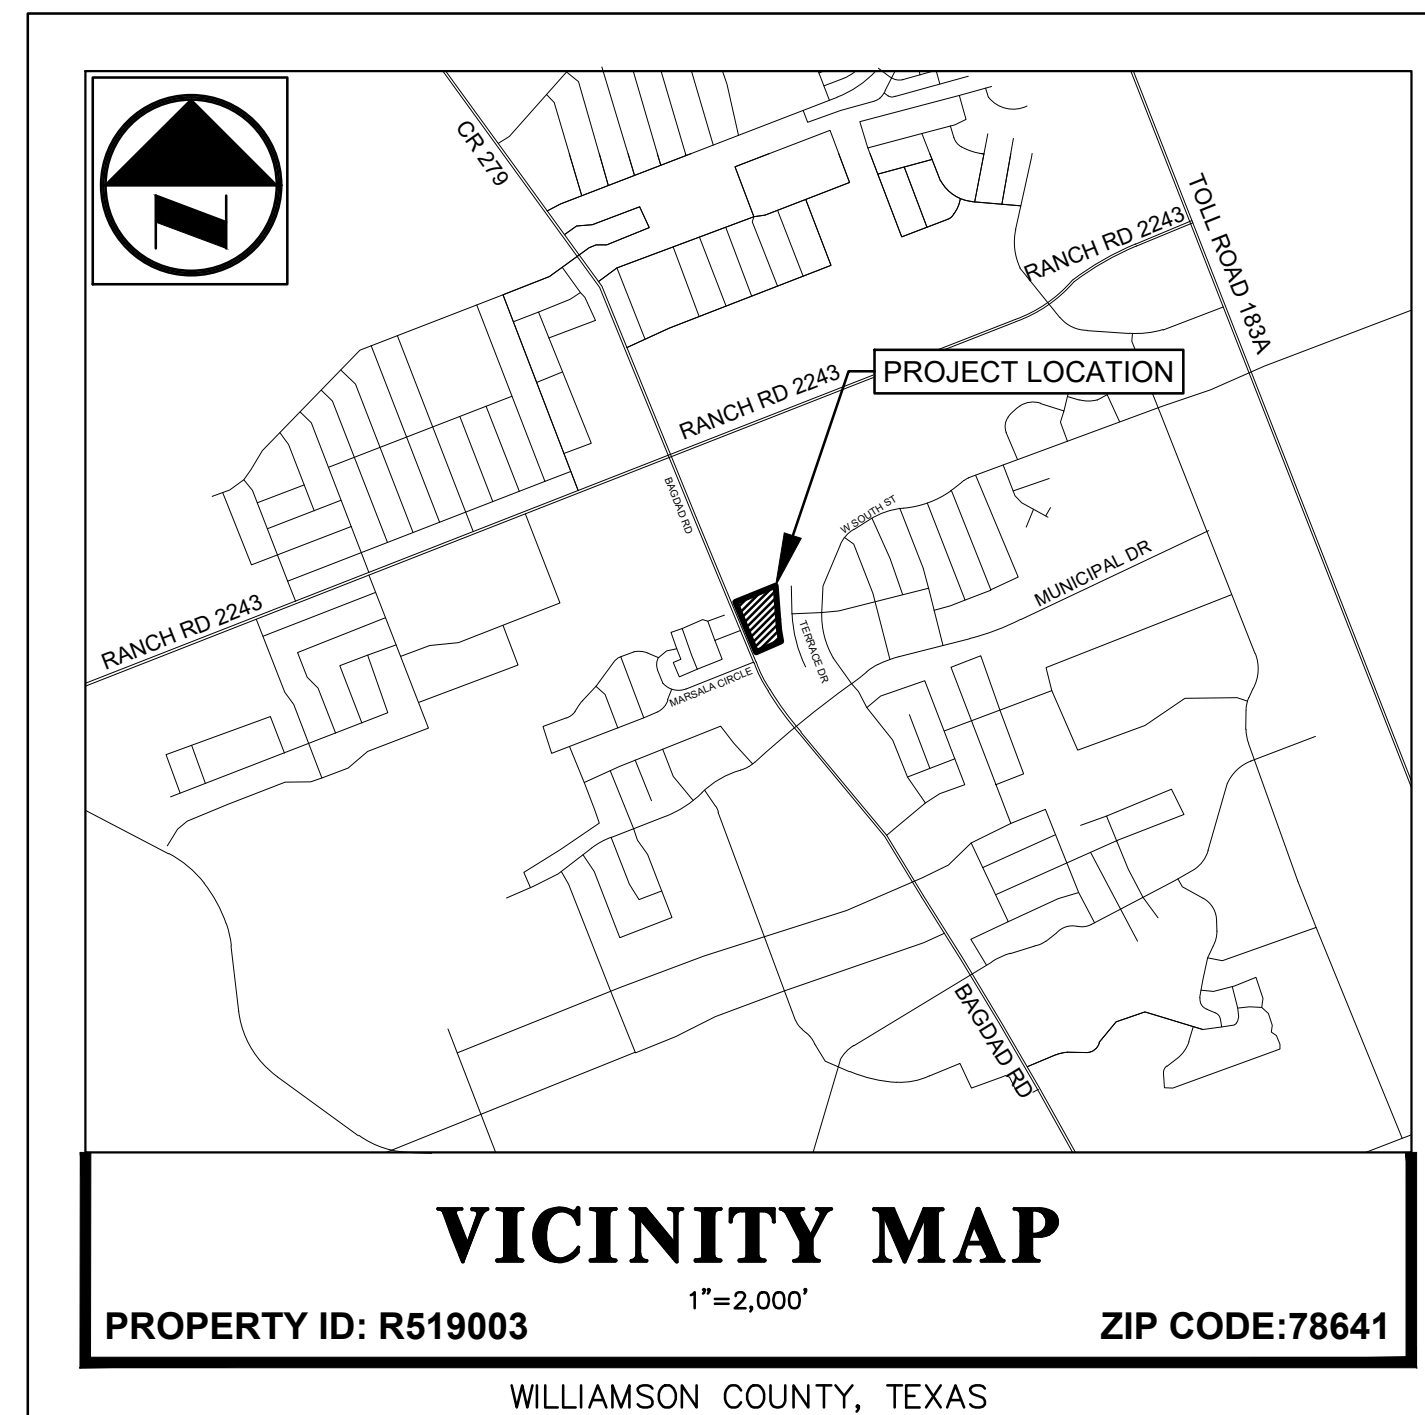 CR 279
TOLL ROAD 183A
RANCH RD 2243
PROJECT LOCATION
RANCH RD 2243
BAGDAD RD
W SOUTH ST
MUNICIPAL DR
RANCH RD 2243
TERRACE DR
MARSALA CIRCLE
BAGDAD RD
VICINITY MAP
1"=2,000'
PROPERTY ID: R519003
ZIP CODE:78641
WILLIAMSON COUNTY, TEXAS